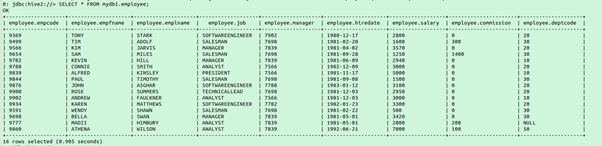 0: jdbc:hive2://> SELECT * FROM mydb1.employee;
OK
| employee.empcode | employee.empfname | employee.emplname | employee.job | employee.manager | employee.hiredate | employee.salary | employee.commission | employee.deptcode |
| 9369 | TONY | STARK | SOFTWAREENGINEER | 7902 | 1980-12-17 | 2800 | 0 | 20 |
| 9499 | TIM | ADOLF | SALESMAN | 7698 | 1981-02-20 | 1600 | 300 | 30 |
| 9566 | KIM | JARVIS | MANAGER | 7839 | 1981-04-02 | 3570 | 0 | 20 |
| 9654 | SAM | MILES | SALESMAN | 7698 | 1981-09-28 | 1250 | 1400 | 30 |
| 9782 | KEVIN | HILL | MANAGER | 7839 | 1981-06-09 | 2940 | 0 | 10 |
| 9788 | CONNIE | SMITH | ANALYST | 7566 | 1982-12-09 | 3000 | 0 | 20 |
| 9839 | ALFRED | KINSLEY | PRESIDENT | 7566 | 1981-11-17 | 5000 | 0 | 10 |
| 9844 | PAUL | TIMOTHY | SALESMAN | 7698 | 1981-09-08 | 1500 | 0 | 30 |
| 9876 | JOHN | ASGHAR | SOFTWAREENGINEER | 7788 | 1983-01-12 | 3100 | 0 | 20 |
| 9900 | ROSE | SUMMERS | TECHNICALLEAD | 7698 | 1981-12-03 | 2950 | 0 | 20 |
| 9902 | ANDREW | FAULKNER | ANALYST | 7566 | 1981-12-03 | 3000 | 0 | 10 |
| 9934 | KAREN | MATTHEWS | SOFTWAREENGINEER | 7782 | 1982-01-23 | 3300 | 0 | 20 |
| 9591 | WENDY | SHAWN | SALESMAN | 7698 | 1981-02-22 | 500 | 0 | 30 |
| 9698 | BELLA | SWAN | MANAGER | 7839 | 1981-05-01 | 3420 | 0 | 30 |
| 9777 | MADII | HIMBURY | ANALYST | 7839 | 1981-05-01 | 2000 | 200 | NULL |
| 9860 | ATHENA | WILSON | ANALYST | 7839 | 1992-06-21 | 7000 | 100 | 50 |
16 rows selected (0.905 seconds)